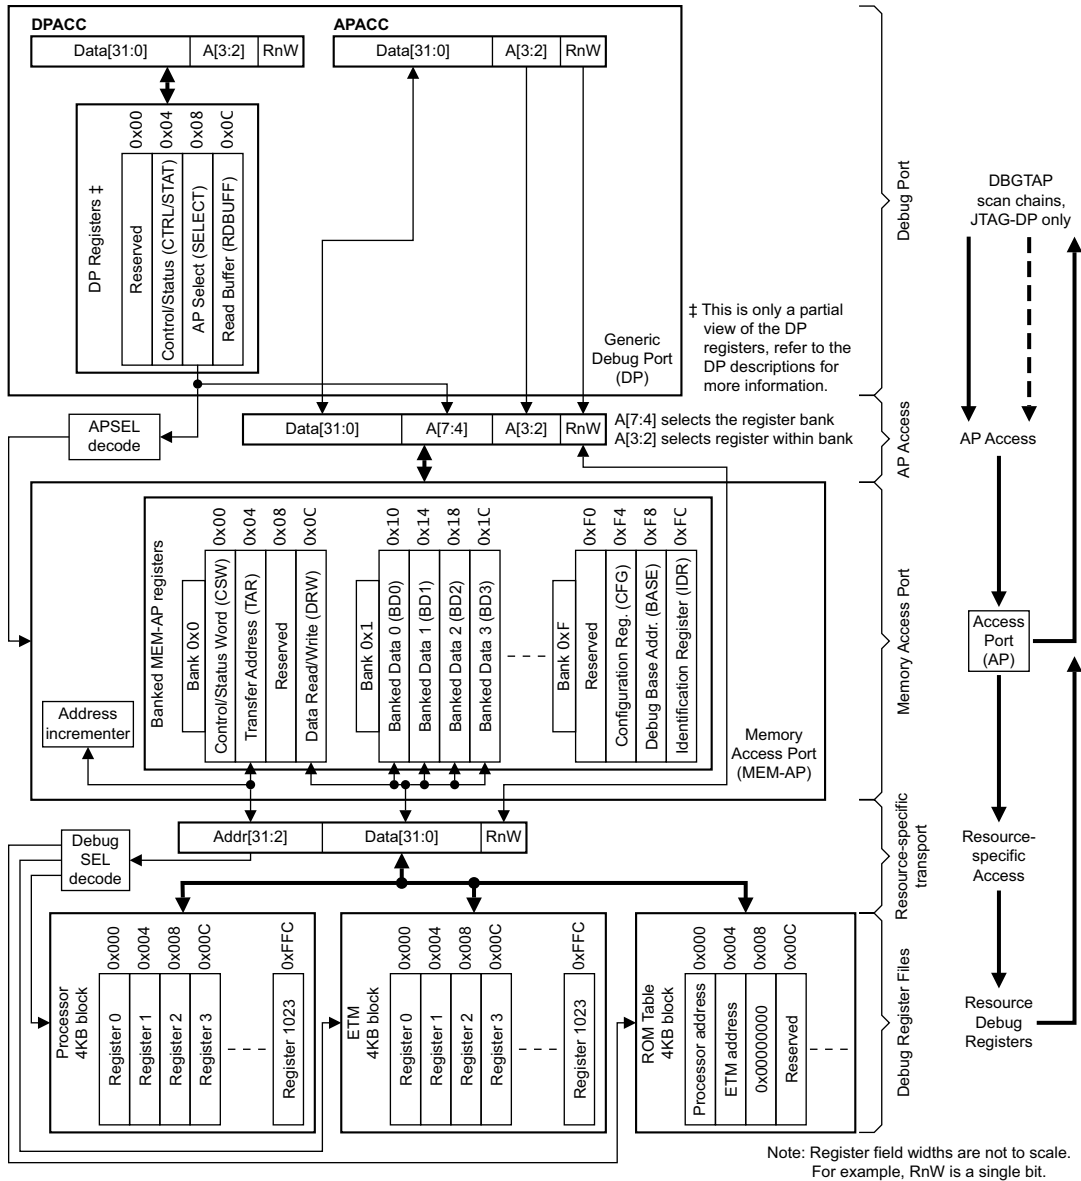 DPACC
Data[31:0] A[3:2] RnW
APACC
Data[31:0] A[3:2] RnW
DP Registers ‡
0x00
0x04
0x08
0x0C
Reserved
Control/Status (CTRL/STAT)
AP Select (SELECT)
Read Buffer (RDBUFF)
Generic
Debug Port
(DP)
‡ This is only a partial
view of the DP
registers, refer to the
DP descriptions for
more information.
Debug Port
DBGTAP
scan chains,
JTAG-DP only
APSEL
decode
Data[31:0] A[7:4] A[3:2] RnW
A[7:4] selects the register bank
A[3:2] selects register within bank
AP Access
AP Access
Banked MEM-AP registers
Bank 0x0
0x00
0x04
0x08
0x0C
Control/Status Word (CSW)
Transfer Address (TAR)
Reserved
Data Read/Write (DRW)
Bank 0x1
0x10
0x14
0x18
0x1C
Banked Data 0 (BD0)
Banked Data 1 (BD1)
Banked Data 2 (BD2)
Banked Data 3 (BD3)
Bank 0xF
0xF0
0xF4
0xF8
0xFC
Reserved
Configuration Reg. (CFG)
Debug Base Addr. (BASE)
Identification Register (IDR)
Address
incrementer
Memory
Access Port
(MEM-AP)
Memory Access Port
Access
Port
(AP)
Addr[31:2] Data[31:0] RnW
Debug
SEL
decode
Resource-specific
transport
Resource-
specific
Access
Processor
4KB block
0x000
0x004
0x008
0x00C
0xFFC
Register 0
Register 1
Register 2
Register 3
Register 1023
ETM
4KB block
0x000
0x004
0x008
0x00C
0xFFC
Register 0
Register 1
Register 2
Register 3
Register 1023
ROM Table
4KB block
0x000
0x004
0x008
0x00C
Processor address
ETM address
0x00000000
Reserved
Debug Register Files
Resource
Debug
Registers
Note: Register field widths are not to scale.
For example, RnW is a single bit.